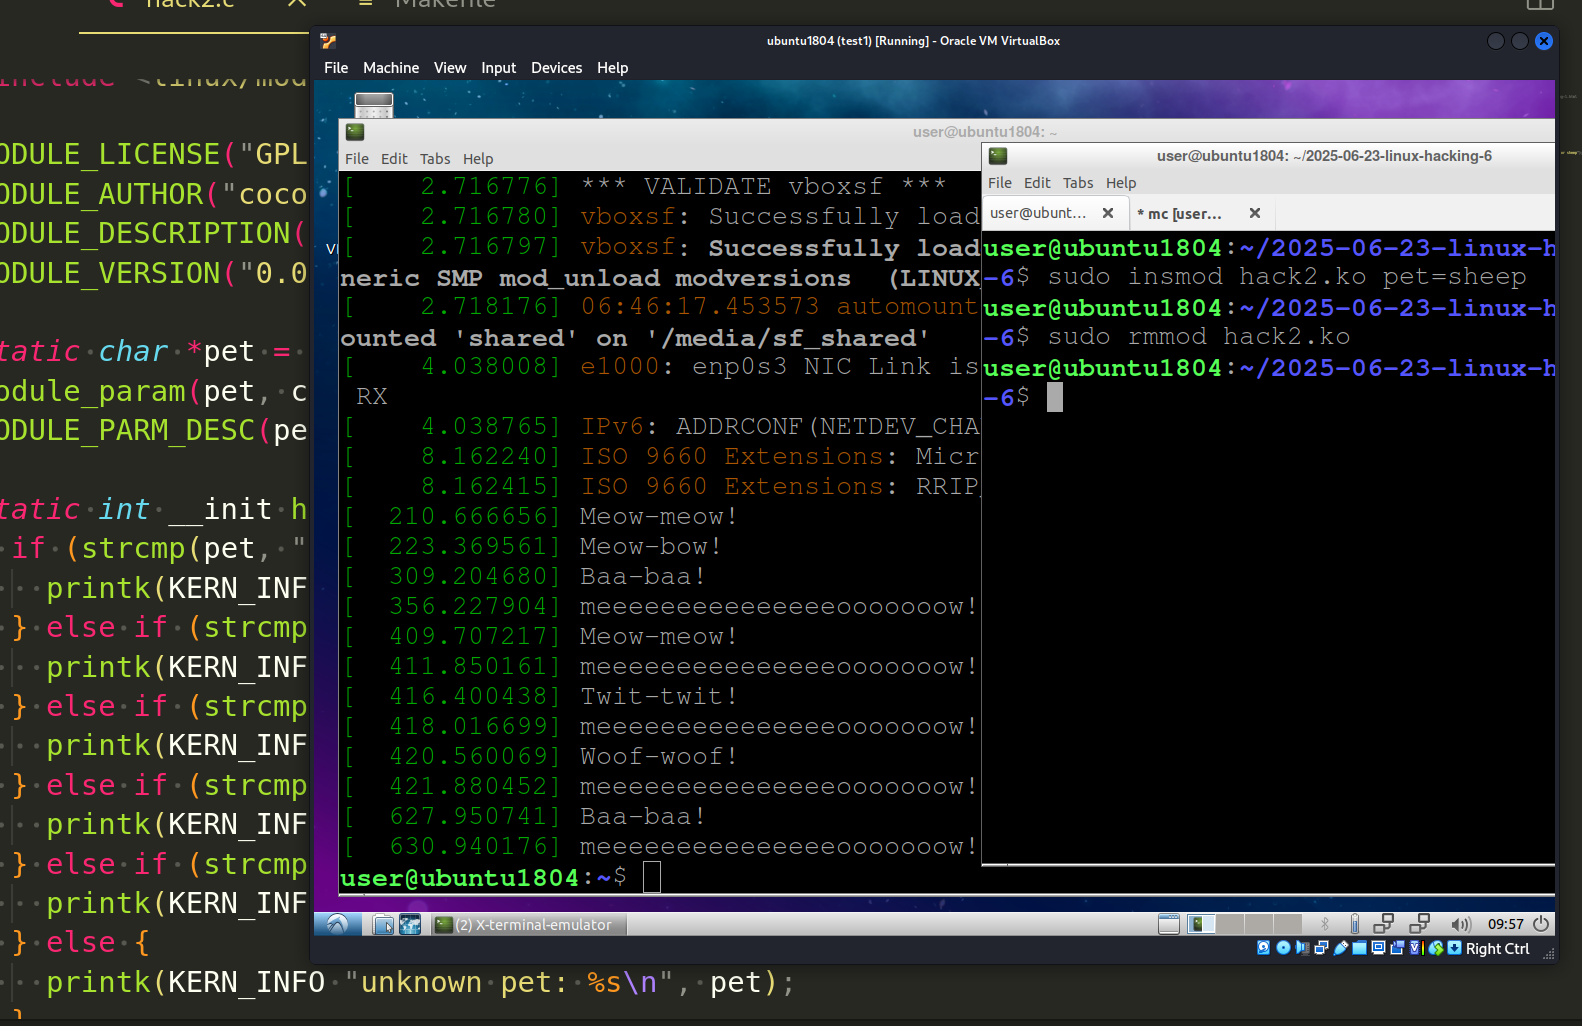 hack2.c
Makefile
include <linux/mod
ODULE_LICENSE("GPL
ODULE_AUTHOR("coco
ODULE_DESCRIPTION(
ODULE_VERSION("0.0
tatic char *pet =
odule_param(pet, c
ODULE_PARM_DESC(pe
tatic int __init h
if (strcmp(pet, "
printk(KERN_INF
} else if (strcmp
printk(KERN_INF
} else if (strcmp
printk(KERN_INF
} else if (strcmp
printk(KERN_INF
} else if (strcmp
printk(KERN_INF
} else {
printk(KERN_INFO "unknown pet: %s\n", pet);
}
ubuntu1804 (test1) [Running] - Oracle VM VirtualBox
File Machine View Input Devices Help
user@ubuntu1804: ~
File Edit Tabs Help
[    2.716776] *** VALIDATE vboxsf ***
[    2.716780] vboxsf: Successfully load
[    2.716797] vboxsf: Successfully load
neric SMP mod_unload modversions  (LINUX
[    2.718176] 06:46:17.453573 automount
ounted 'shared' on '/media/sf_shared'
[    4.038008] e1000: enp0s3 NIC Link is
RX
[    4.038765] IPv6: ADDRCONF(NETDEV_CHA
[    8.162240] ISO 9660 Extensions: Micr
[    8.162415] ISO 9660 Extensions: RRIP
[  210.666656] Meow-meow!
[  223.369561] Meow-bow!
[  309.204680] Baa-baa!
[  356.227904] meeeeeeeeeeeeeeeooooooow!
[  409.707217] Meow-meow!
[  411.850161] meeeeeeeeeeeeeeeooooooow!
[  416.400438] Twit-twit!
[  418.016699] meeeeeeeeeeeeeeeooooooow!
[  420.560069] Woof-woof!
[  421.880452] meeeeeeeeeeeeeeeooooooow!
[  627.950741] Baa-baa!
[  630.940176] meeeeeeeeeeeeeeeooooooow!
user@ubuntu1804:~$
user@ubuntu1804: ~/2025-06-23-linux-hacking-6
File Edit Tabs Help
user@ubunt...
* mc [user...
user@ubuntu1804:~/2025-06-23-linux-h
-6$ sudo insmod hack2.ko pet=sheep
user@ubuntu1804:~/2025-06-23-linux-h
-6$ sudo rmmod hack2.ko
user@ubuntu1804:~/2025-06-23-linux-h
-6$
(2) X-terminal-emulator
09:57
Right Ctrl